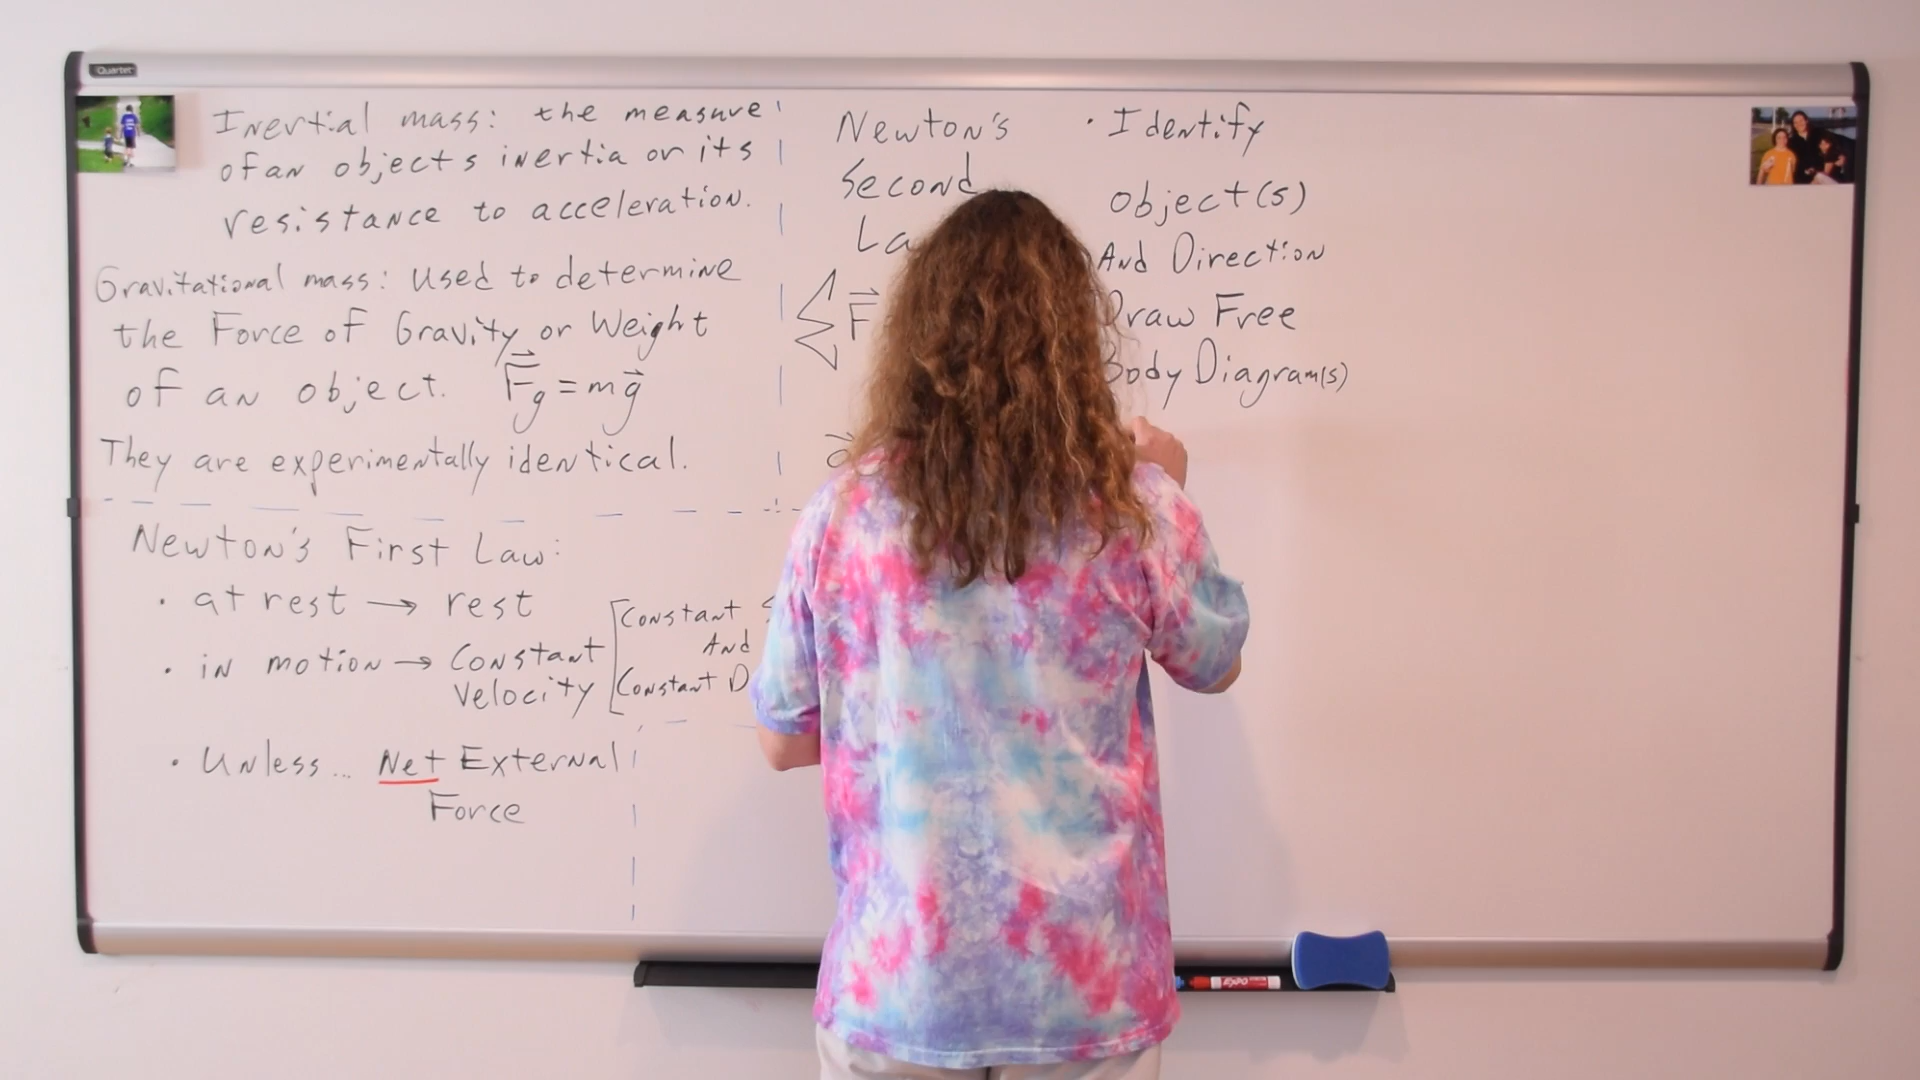 Quartet
Inertial mass: the measure
of an objects inertia or its
resistance to acceleration.
Gravitational mass: Used to determine
the Force of Gravity or Weight
of an object. F⃗g = mg⃗
They are experimentally identical.
Newton's First Law:
· at rest → rest
· in motion → Constant
Velocity
[Constant
And
Constant D
· Unless... Net External
Force
Newton's
Second
La
ΣF⃗
a⃗
· Identify
Object(s)
And Direction
Draw Free
Body Diagram(s)
EXPO